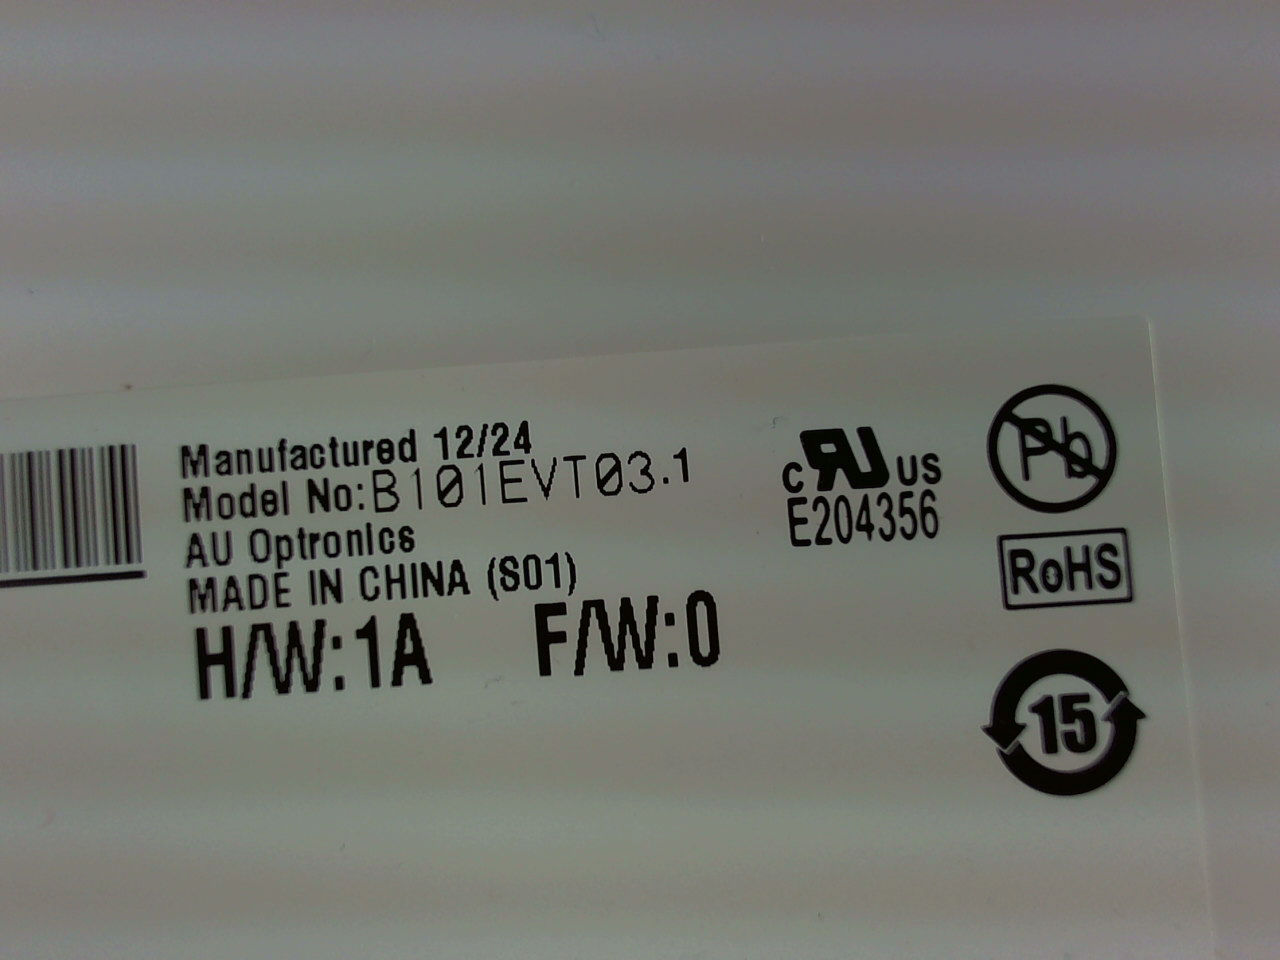 Manufactured 12/24
Model No:B101EVT03.1
AU Optronics
MADE IN CHINA (S01)
H/W:1A F/W:0
c RU US
E204356
Pb
RoHS
15